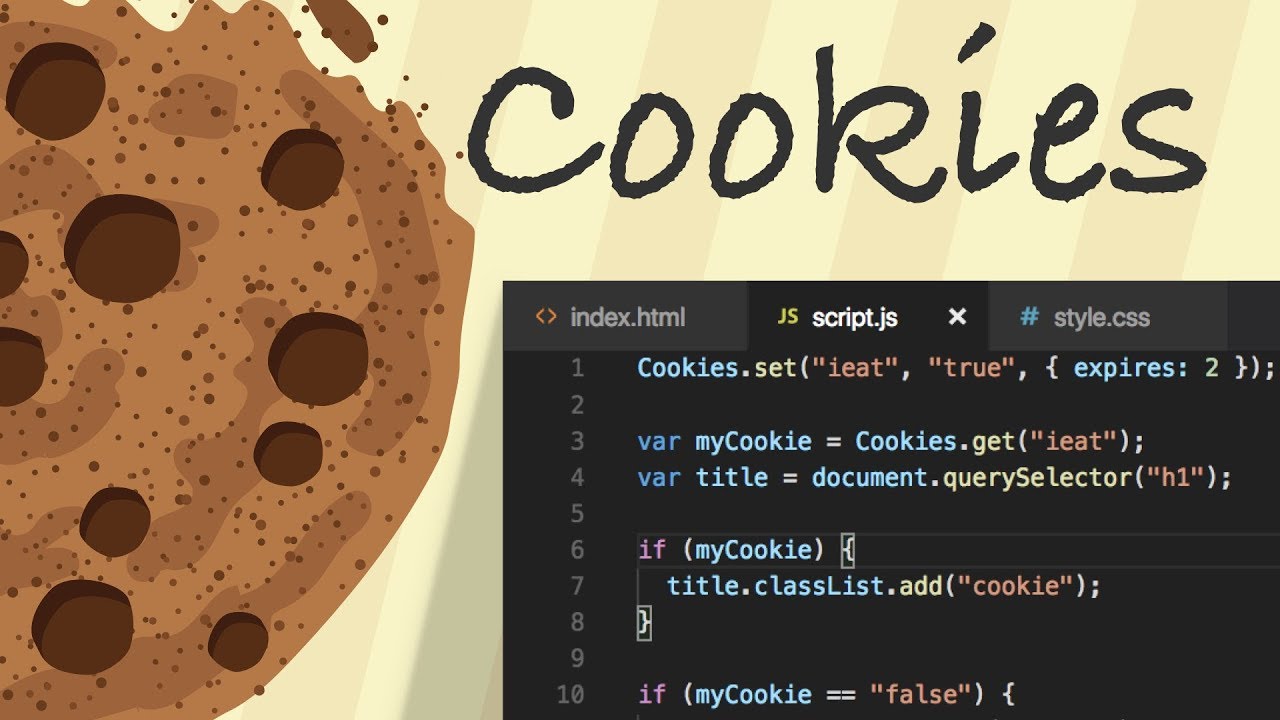 Cookies
<> index.html JS script.js × # style.css
1 Cookies.set("ieat", "true", { expires: 2 });
2
3 var myCookie = Cookies.get("ieat");
4 var title = document.querySelector("h1");
5
6 if (myCookie) {
7 title.classList.add("cookie");
8 }
9
10 if (myCookie == "false") {